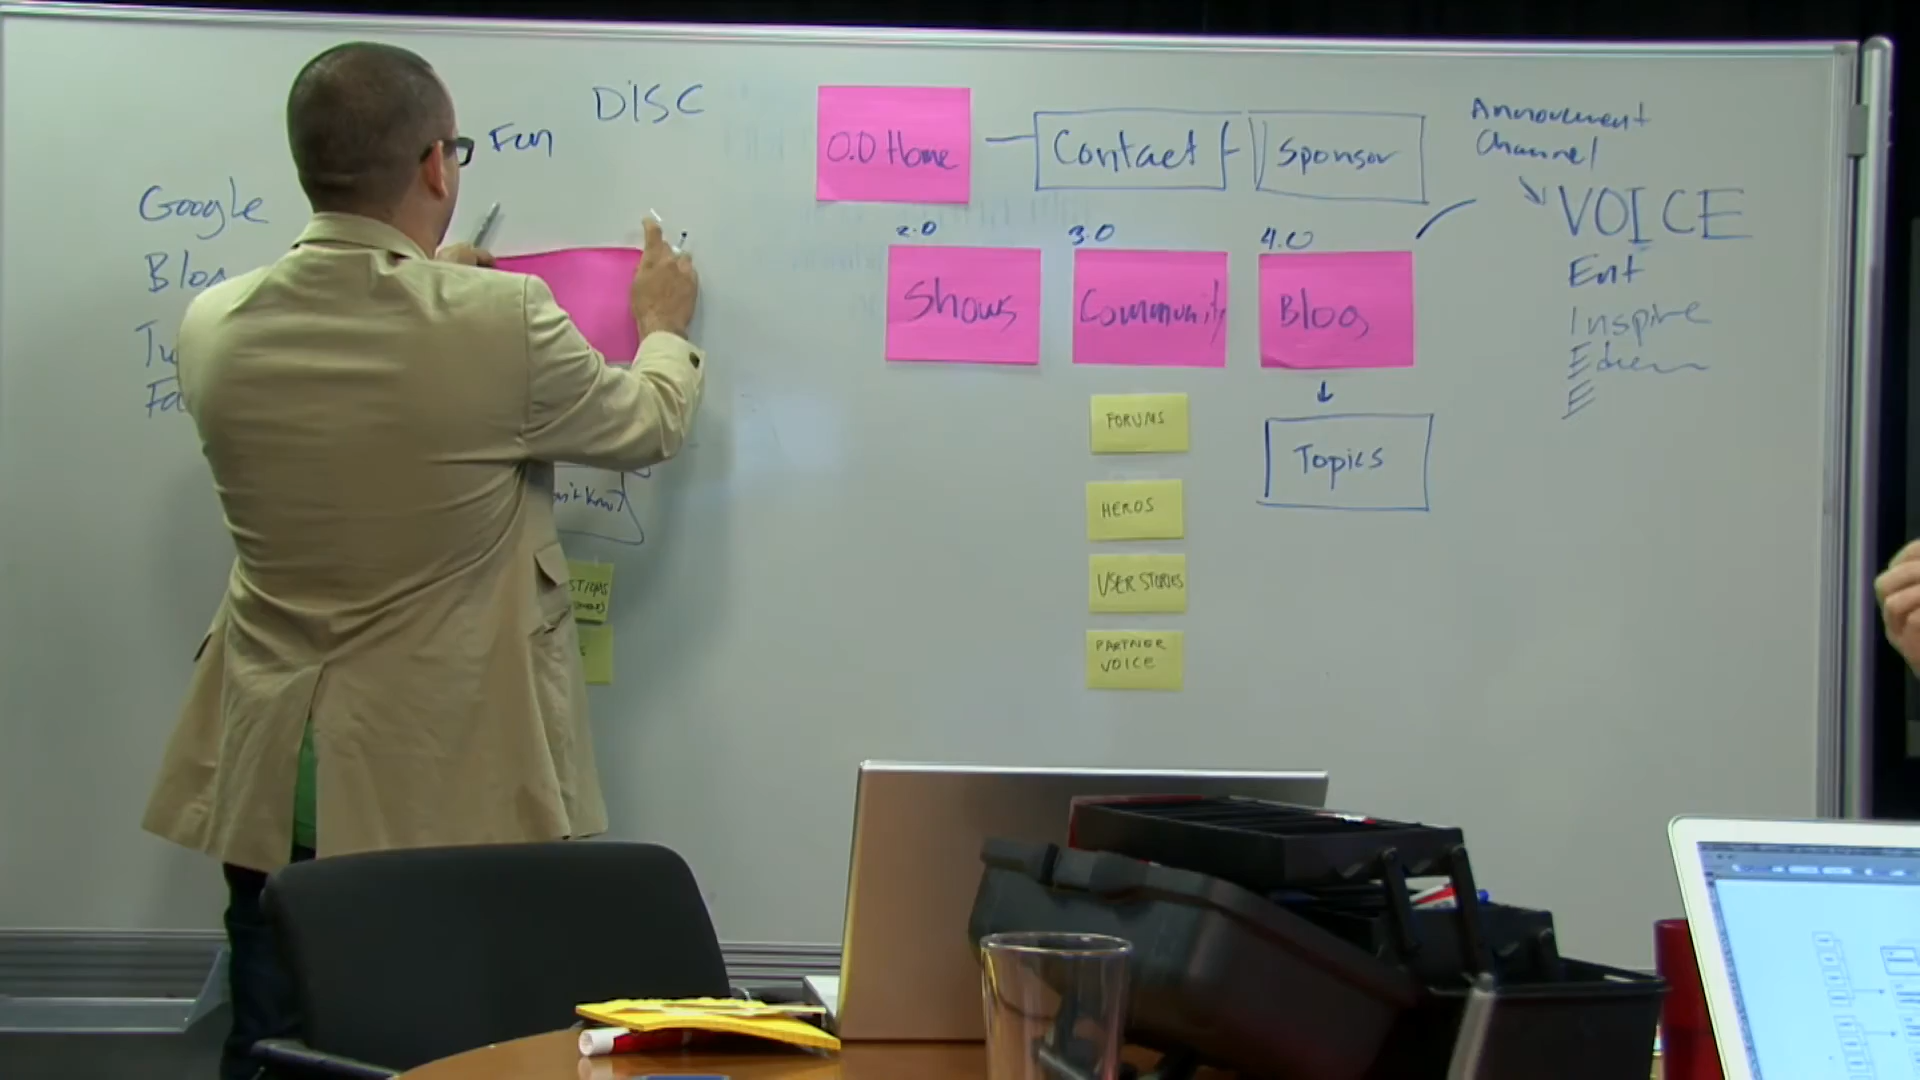 DISC
Fun
Google
0.0 Home
Contact
Sponsor
Annoucment
Channel
VOICE
Ent
Inspire
E
2.0
Shows
3.0
Community
4.0
Blog
FORUMS
HEROS
USER STORIES
PARTNER
VOICE
Topics